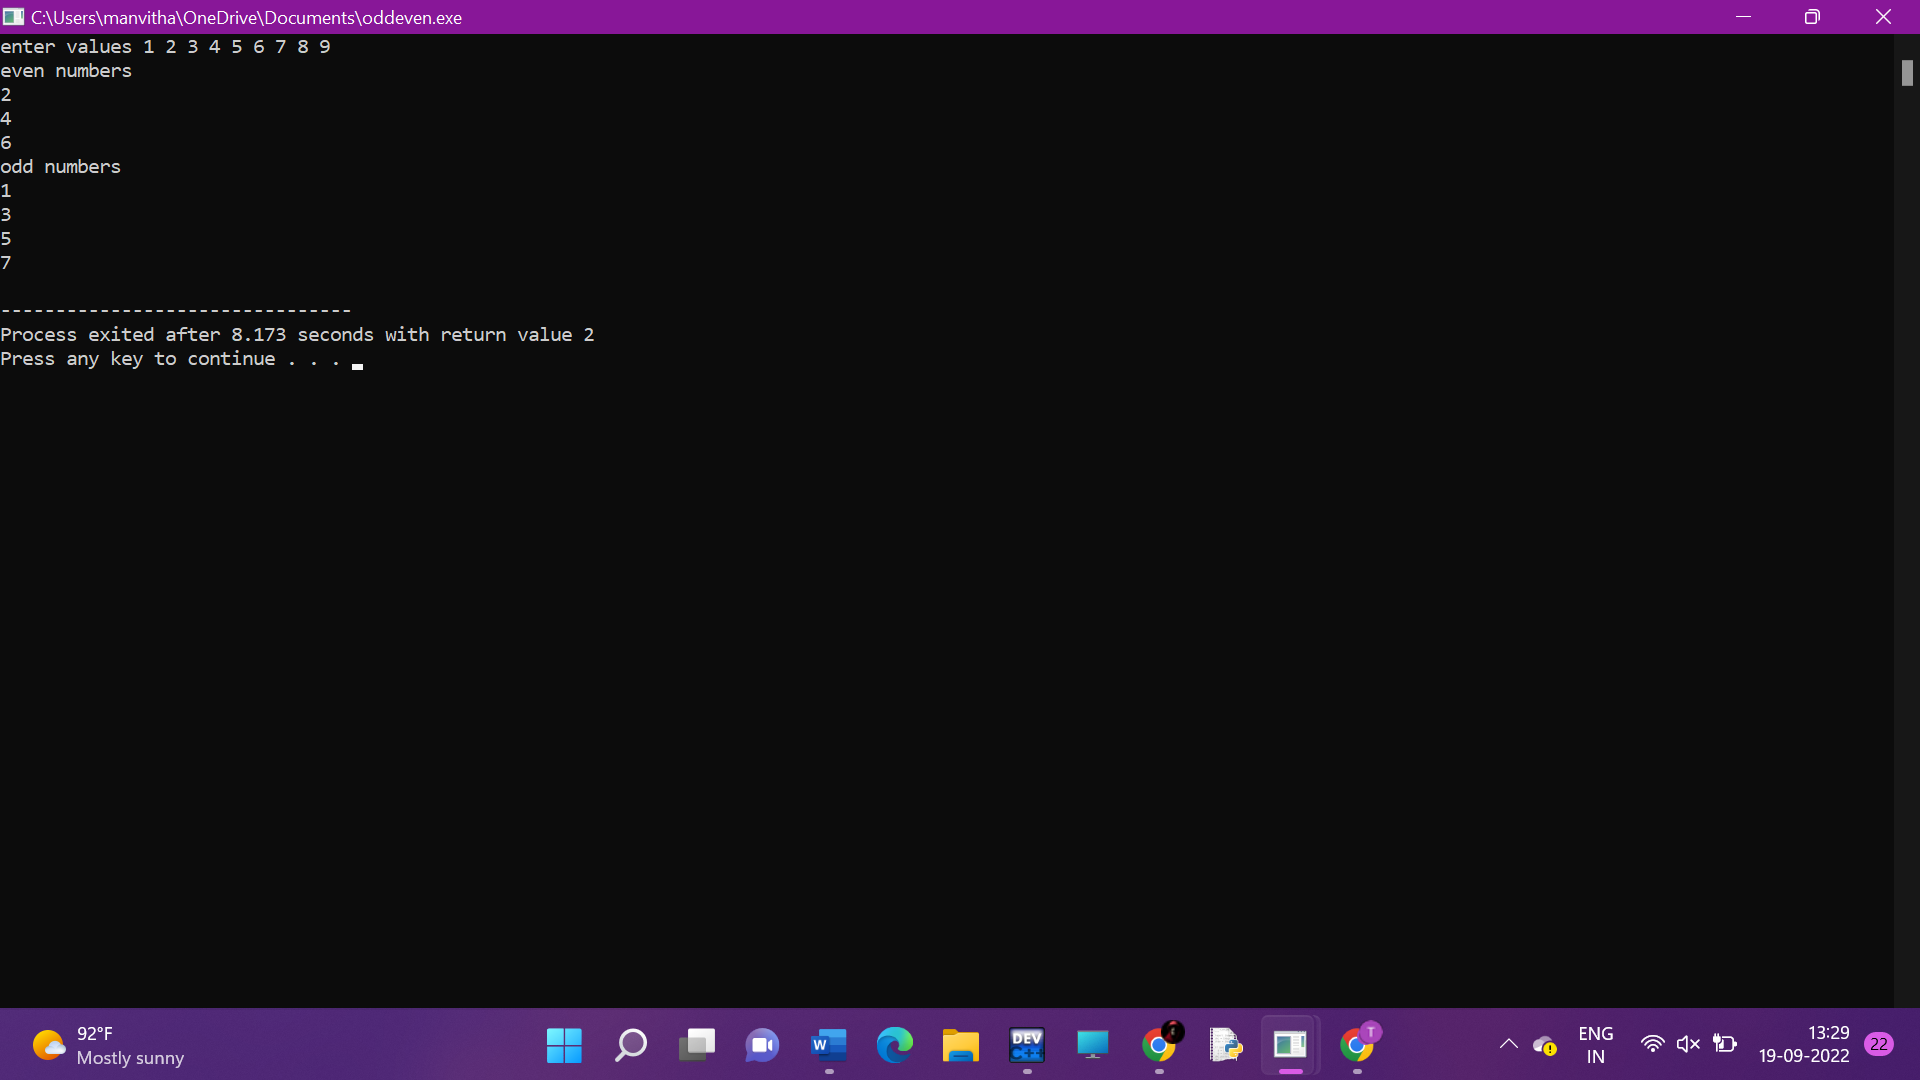 C:\Users\manvitha\OneDrive\Documents\oddeven.exe
enter values 1 2 3 4 5 6 7 8 9
even numbers
2
4
6
odd numbers
1
3
5
7
--------------------------------
Process exited after 8.173 seconds with return value 2
Press any key to continue . . .
92°F
Mostly sunny
W
DEV
C++
T
ENG
IN
13:29
19-09-2022
22